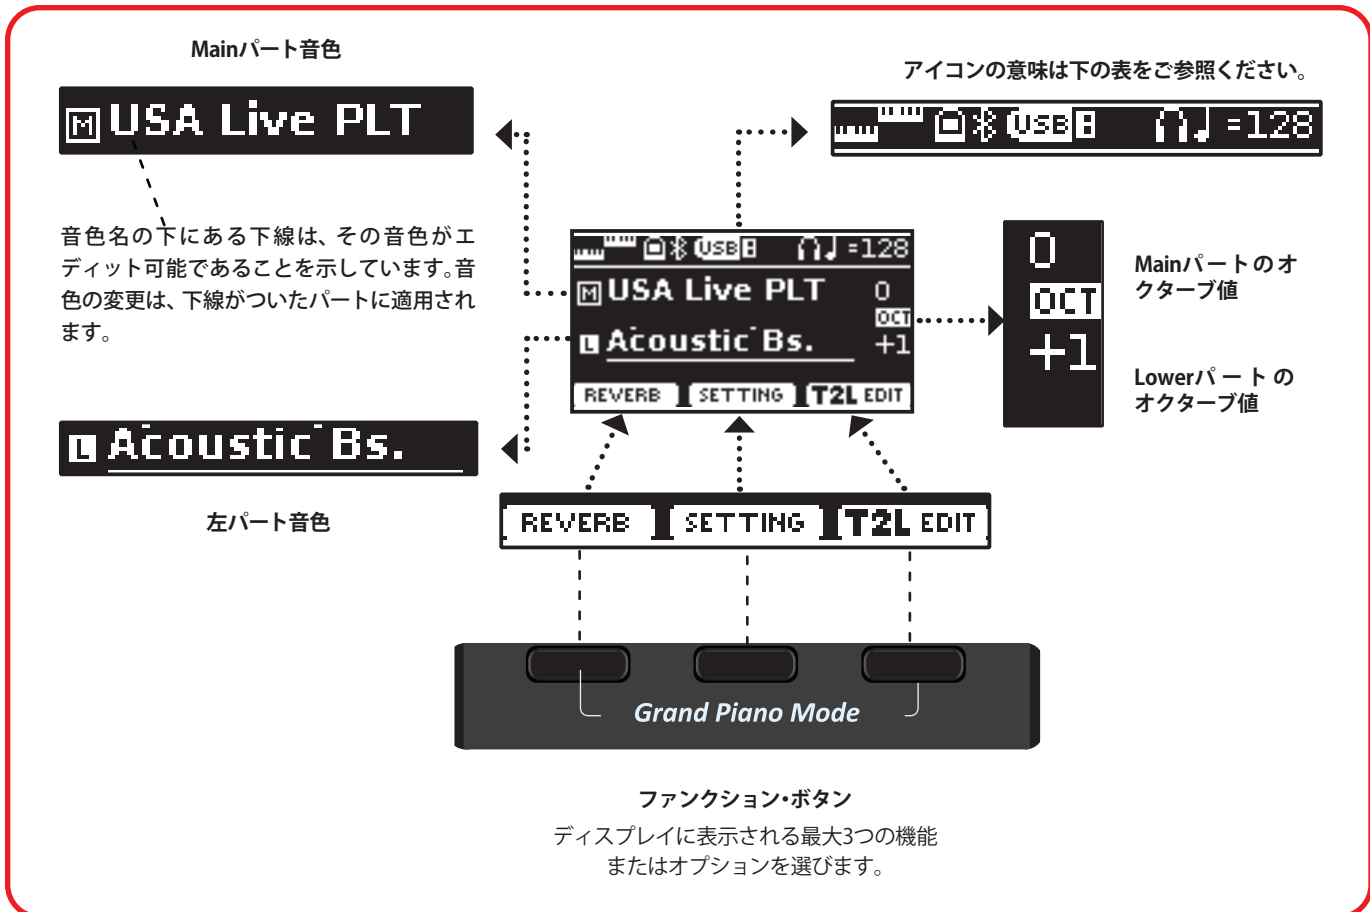 Mainパート音色
アイコンの意味は下の表をご参照ください。
M USA Live PLT
USB =128
音色名の下にある下線は、その音色がエ
ディット可能であることを示しています。音
色の変更は、下線がついたパートに適用され
ます。
USB =128
M USA Live PLT 0
OCT
L Acoustic Bs. +1
REVERB SETTING T2L EDIT
0
OCT
+1
Mainパートのオ
クターブ値
Lowerパートの
オクターブ値
L Acoustic Bs.
左パート音色
REVERB SETTING T2L EDIT
Grand Piano Mode
ファンクション・ボタン
ディスプレイに表示される最大3つの機能
またはオプションを選びます。